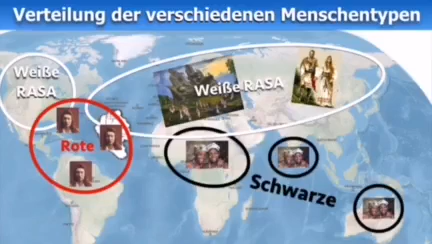 Verteilung der verschiedenen Menschentypen
Weiße
RASA
Weiße RASA
Rote
Schwarze